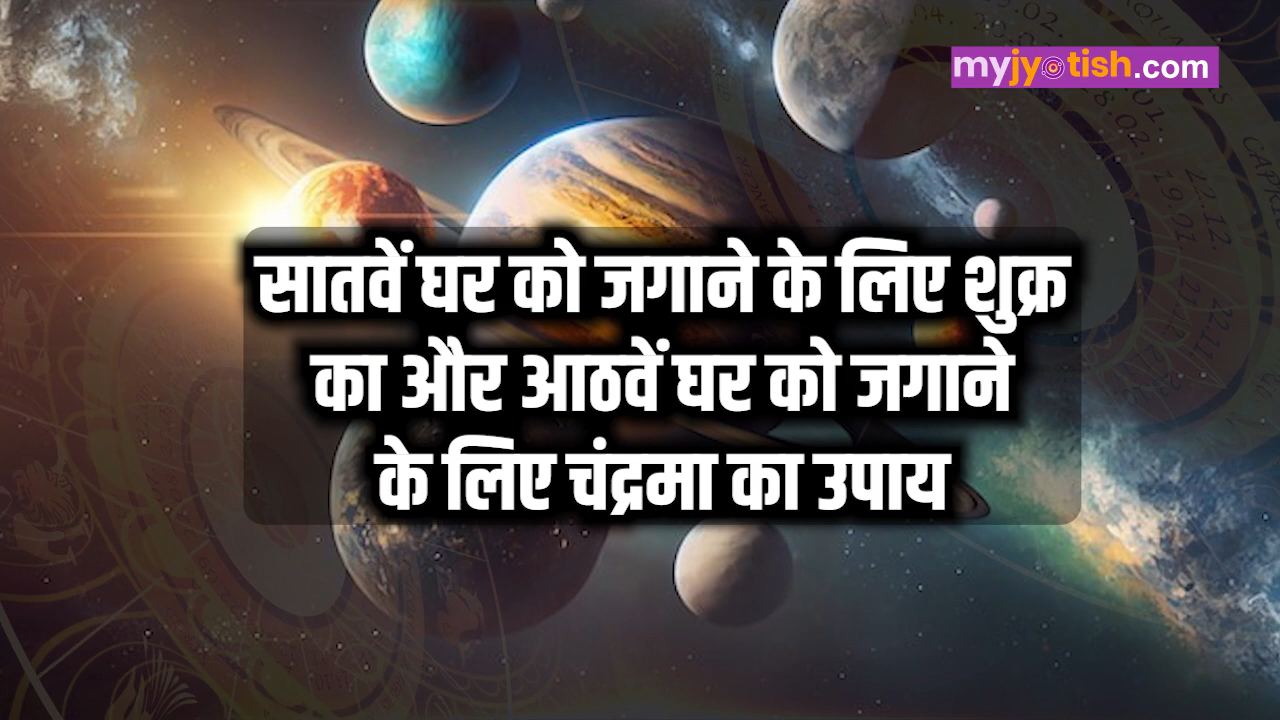 myjyotish.com
सातवें घर को जगाने के लिए शुक्र
का और आठवें घर को जगाने
के लिए चंद्रमा का उपाय